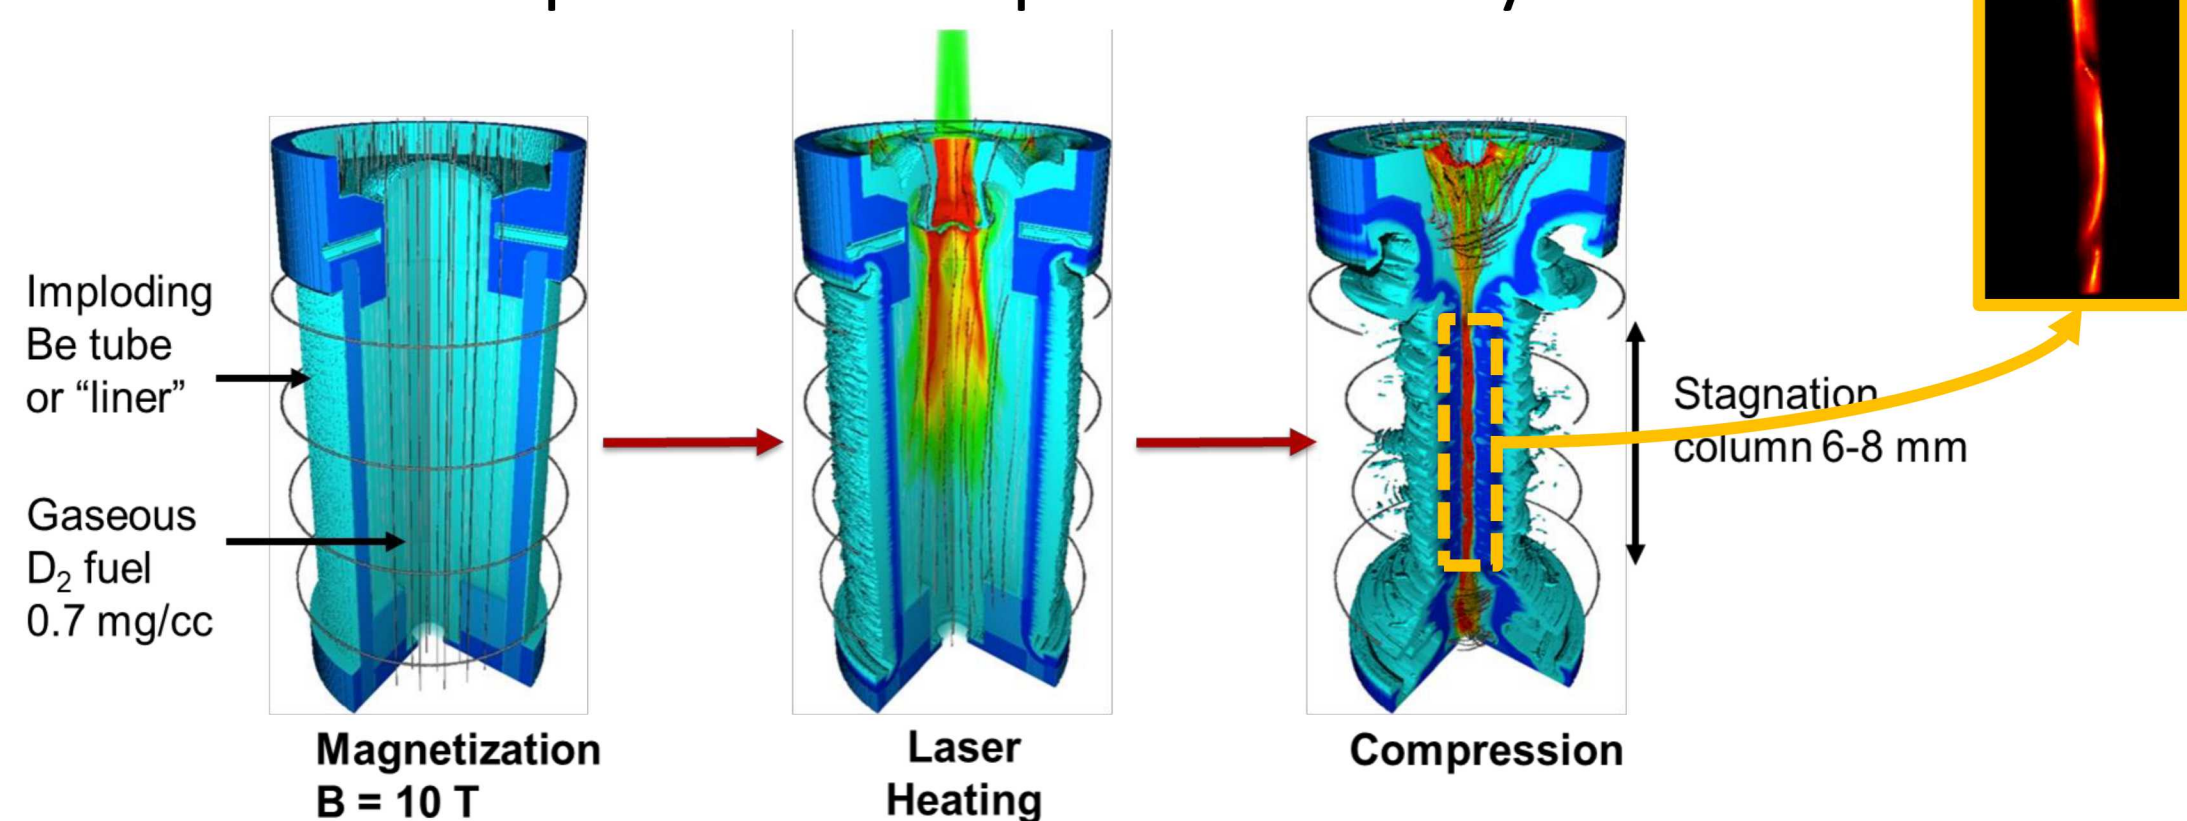 Imploding
Be tube
or “liner”
Gaseous
D₂ fuel
0.7 mg/cc
Magnetization
B = 10 T
Laser
Heating
Compression
Stagnation
column 6-8 mm